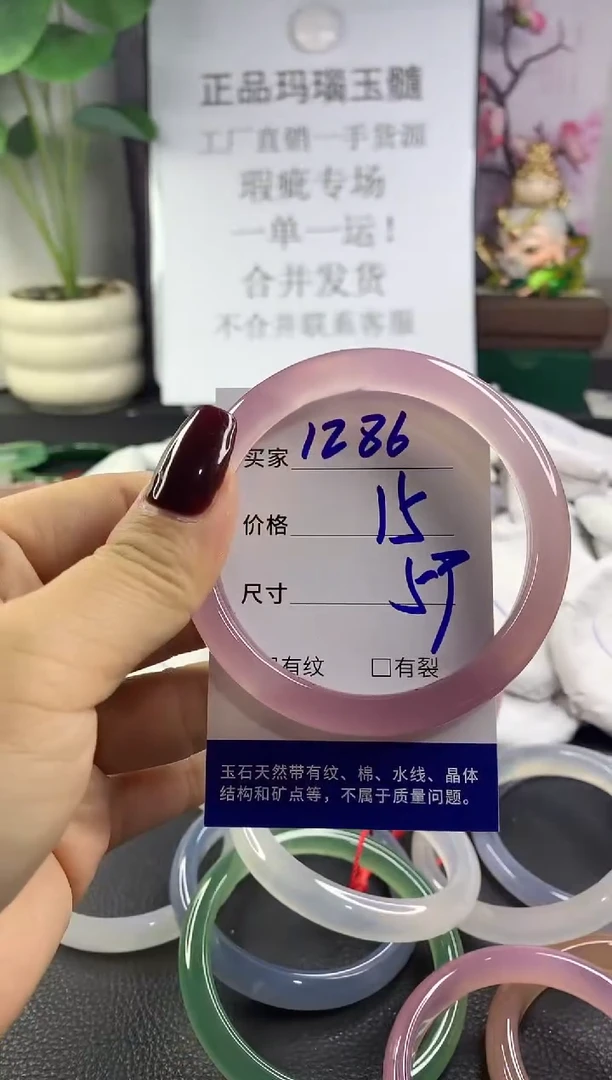 正品玛瑙玉髓
工厂直销一手货源
瑕疵专场
一单一运！
合并发货
不合并联系客服
买家 1286
价格 15
尺寸 57
有纹 □有裂
玉石天然带有纹、棉、水线、晶体
结构和矿点等，不属于质量问题。